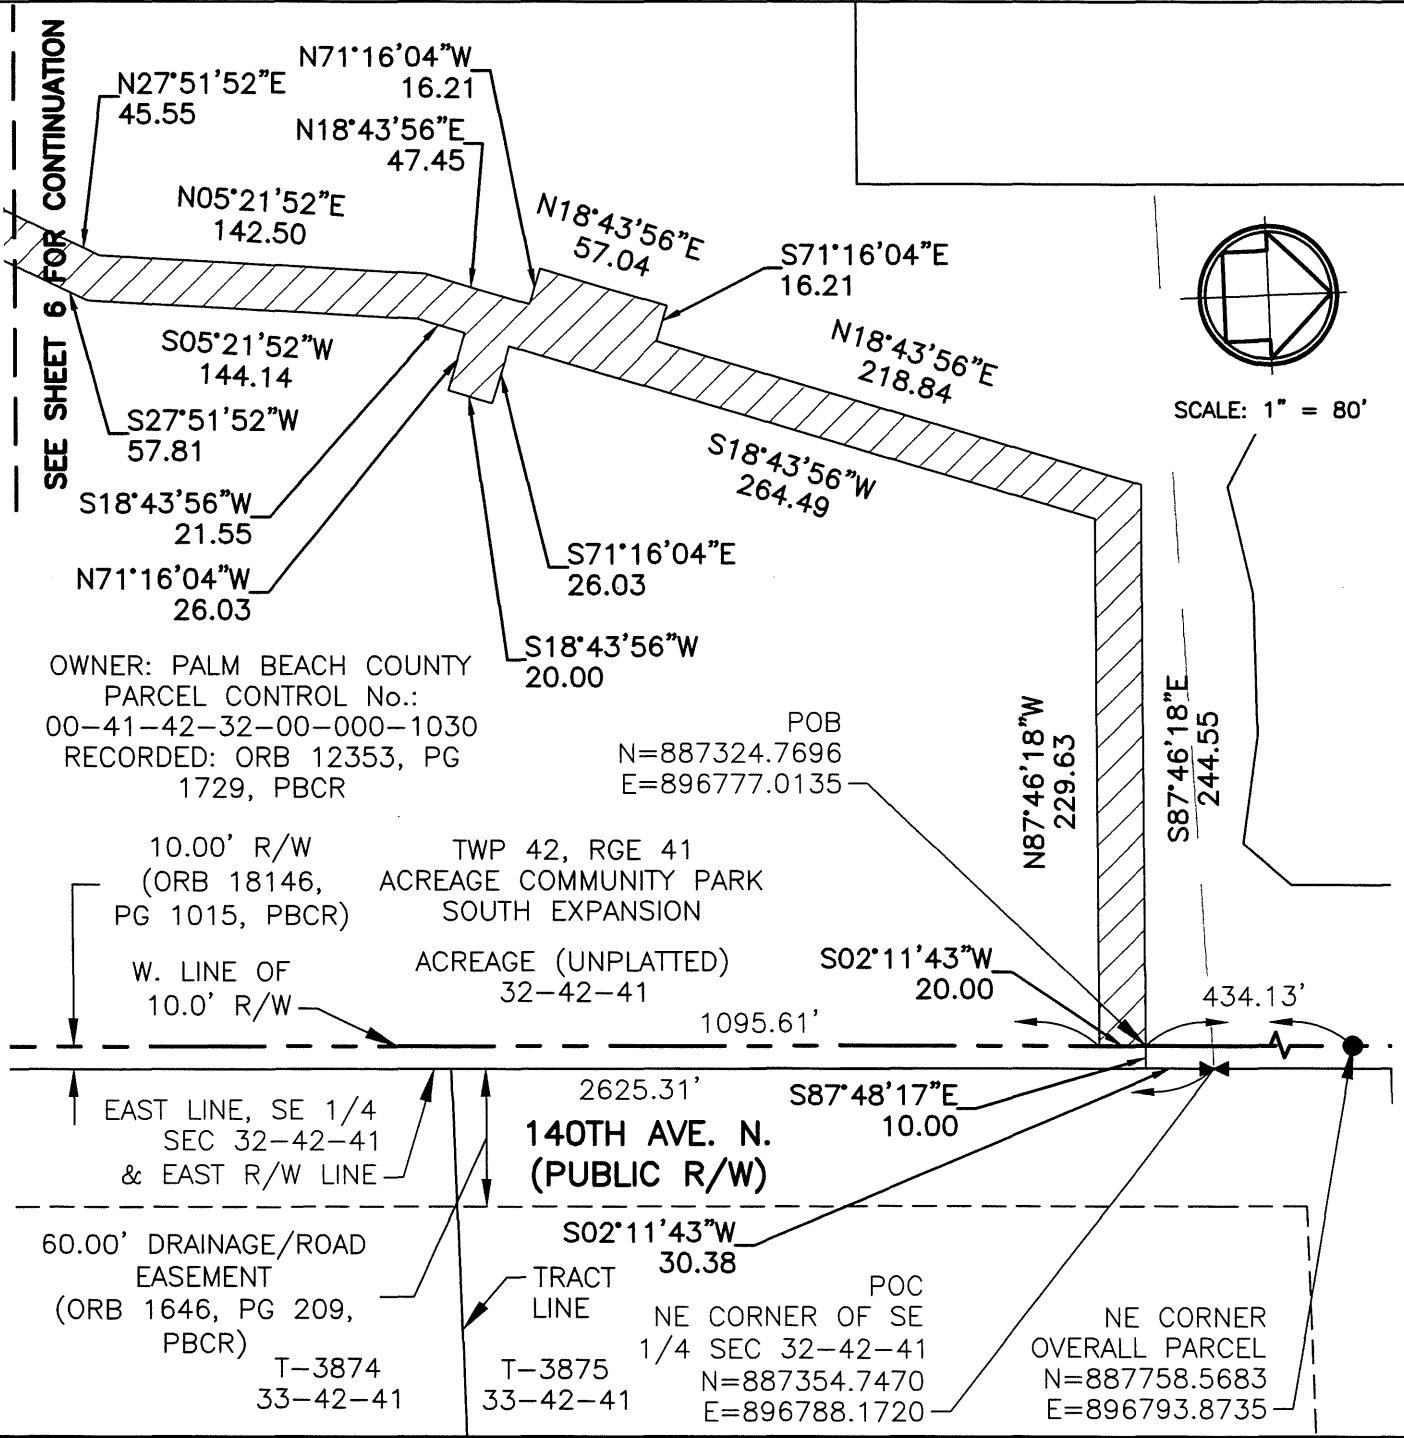 SEE SHEET 6 FOR CONTINUATION
N27°51'52"E
45.55
N71°16'04"W
16.21
N18°43'56"E
47.45
N05°21'52"E
142.50
N18°43'56"E
57.04
S71°16'04"E
16.21
N18°43'56"E
218.84
SCALE: 1" = 80'
S05°21'52"W
144.14
S27°51'52"W
57.81
S18°43'56"W
21.55
N71°16'04"W
26.03
S18°43'56"W
264.49
S71°16'04"E
26.03
S18°43'56"W
20.00
OWNER: PALM BEACH COUNTY
PARCEL CONTROL No.:
00-41-42-32-00-000-1030
RECORDED: ORB 12353, PG
1729, PBCR
POB
N=887324.7696
E=896777.0135
N87°46'18"W
229.63
S87°46'18"E
244.55
10.00' R/W
(ORB 18146,
PG 1015, PBCR)
TWP 42, RGE 41
ACREAGE COMMUNITY PARK
SOUTH EXPANSION
ACREAGE (UNPLATTED)
32-42-41
W. LINE OF
10.0' R/W
S02°11'43"W
20.00
1095.61'
434.13'
2625.31'
S87°48'17"E
10.00
EAST LINE, SE 1/4
SEC 32-42-41
& EAST R/W LINE
140TH AVE. N.
(PUBLIC R/W)
S02°11'43"W
30.38
60.00' DRAINAGE/ROAD
EASEMENT
(ORB 1646, PG 209,
PBCR)
TRACT
LINE
T-3874
33-42-41
T-3875
33-42-41
POC
NE CORNER OF SE
1/4 SEC 32-42-41
N=887354.7470
E=896788.1720
NE CORNER
OVERALL PARCEL
N=887758.5683
E=896793.8735